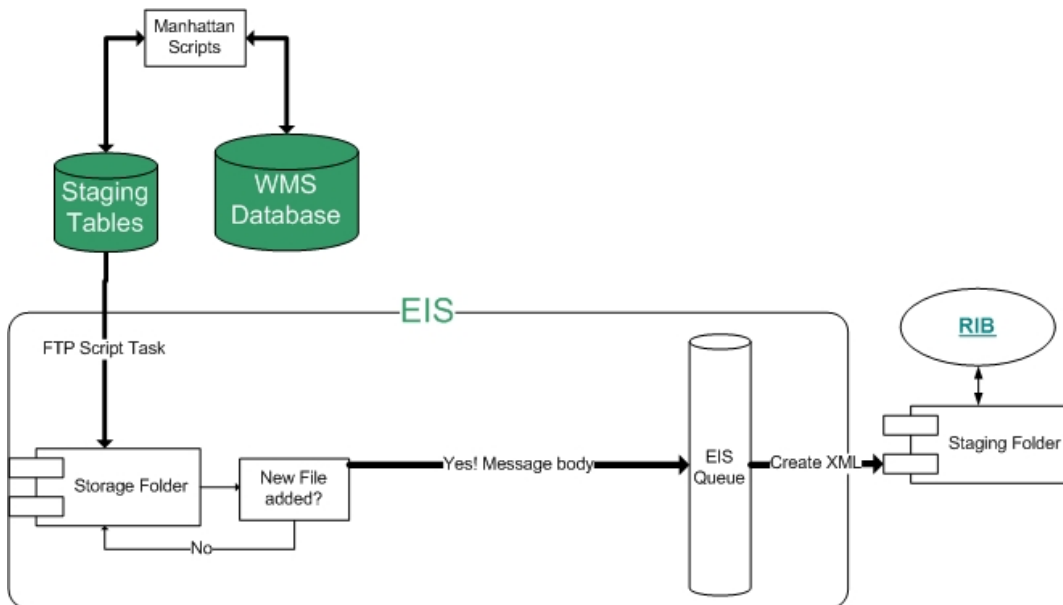 Manhattan
Scripts
Staging
Tables
WMS
Database
EIS
FTP Script Task
RIB
Storage Folder
New File
added?
Yes! Message body
EIS
Queue
Create XML
Staging Folder
No